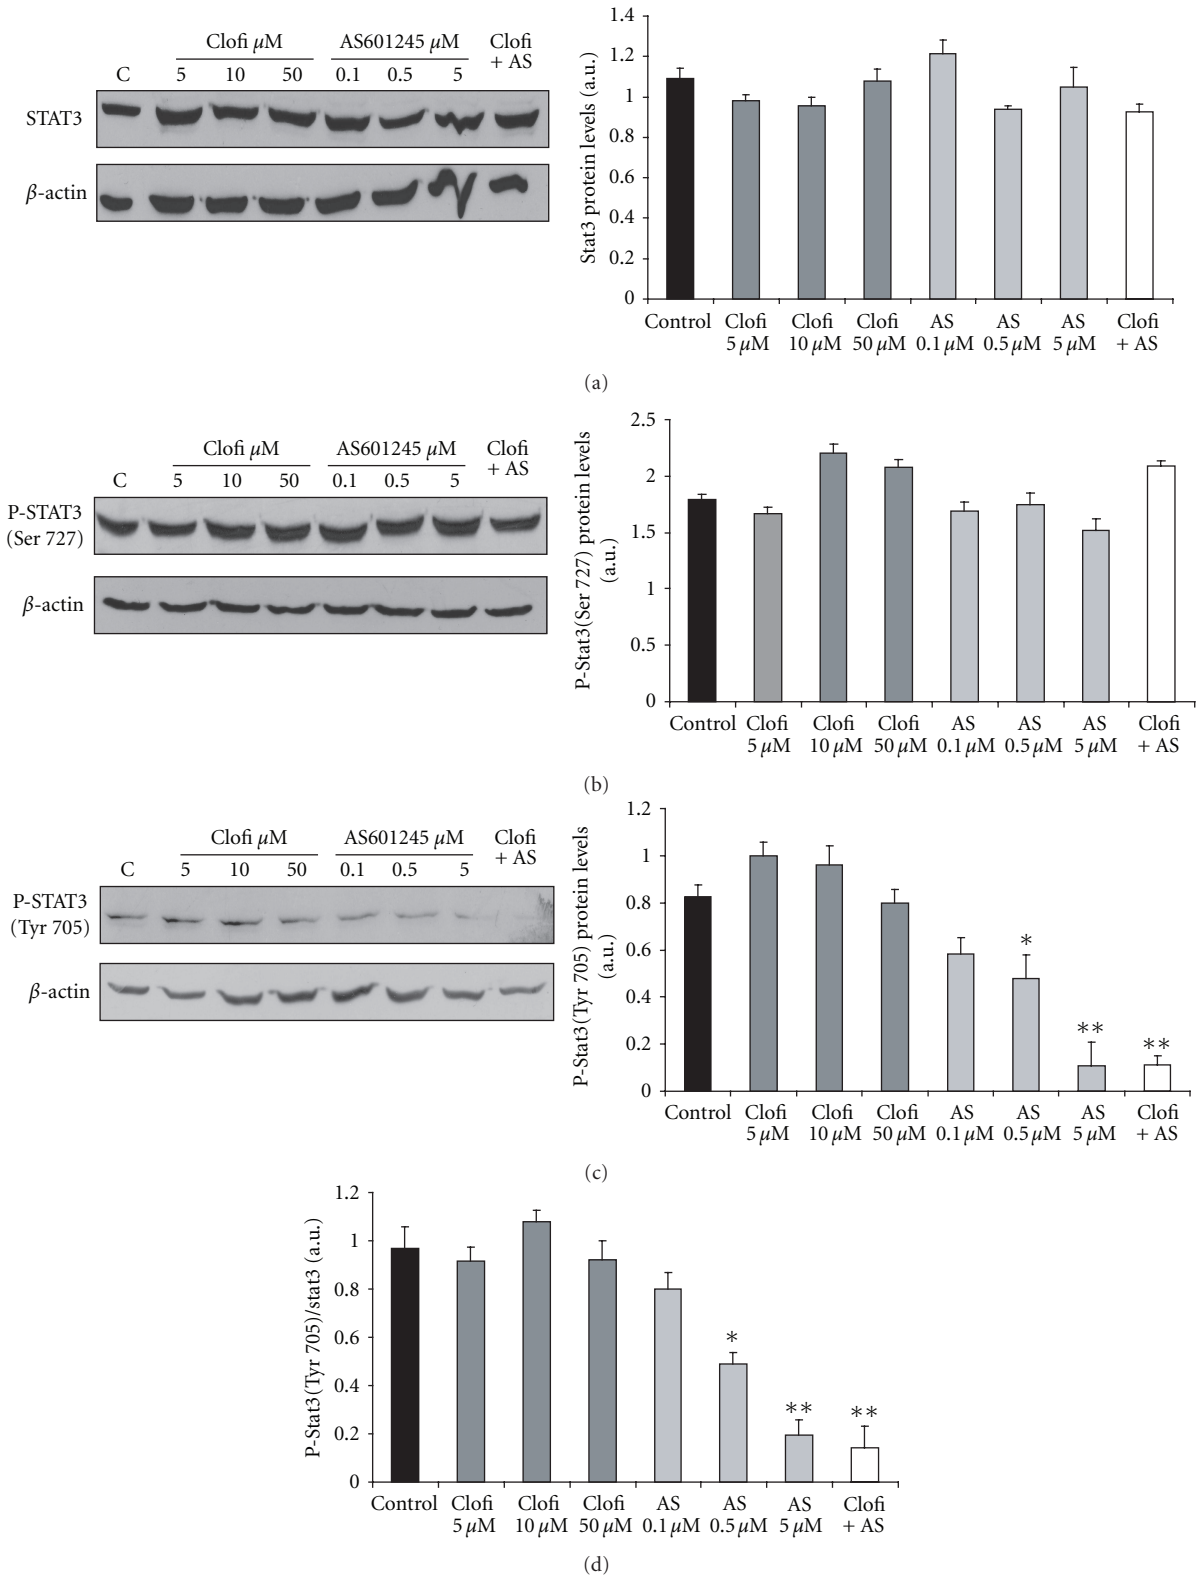 Clofi µM
AS601245 µM
Clofi
+ AS
C
5
10
50
0.1
0.5
5
STAT3
β-actin
Stat3 protein levels (a.u.)
1.4
1.2
1
0.8
0.6
0.4
0.2
0
Control
Clofi
5 µM
Clofi
10 µM
Clofi
50 µM
AS
0.1 µM
AS
0.5 µM
AS
5 µM
Clofi
+ AS
(a)
Clofi µM
AS601245 µM
Clofi
+ AS
C
5
10
50
0.1
0.5
5
P-STAT3
(Ser 727)
β-actin
P-Stat3(Ser 727) protein levels
(a.u.)
2.5
2
1.5
1
0.5
0
Control
Clofi
5 µM
Clofi
10 µM
Clofi
50 µM
AS
0.1 µM
AS
0.5 µM
AS
5 µM
Clofi
+ AS
(b)
Clofi µM
AS601245 µM
Clofi
+ AS
C
5
10
50
0.1
0.5
5
P-STAT3
(Tyr 705)
β-actin
P-Stat3(Tyr 705) protein levels
(a.u.)
1.2
1
0.8
0.6
0.4
0.2
0
*
**
**
Control
Clofi
5 µM
Clofi
10 µM
Clofi
50 µM
AS
0.1 µM
AS
0.5 µM
AS
5 µM
Clofi
+ AS
(c)
P-Stat3(Tyr 705)/stat3 (a.u.)
1.2
1
0.8
0.6
0.4
0.2
0
*
**
**
Control
Clofi
5 µM
Clofi
10 µM
Clofi
50 µM
AS
0.1 µM
AS
0.5 µM
AS
5 µM
Clofi
+ AS
(d)